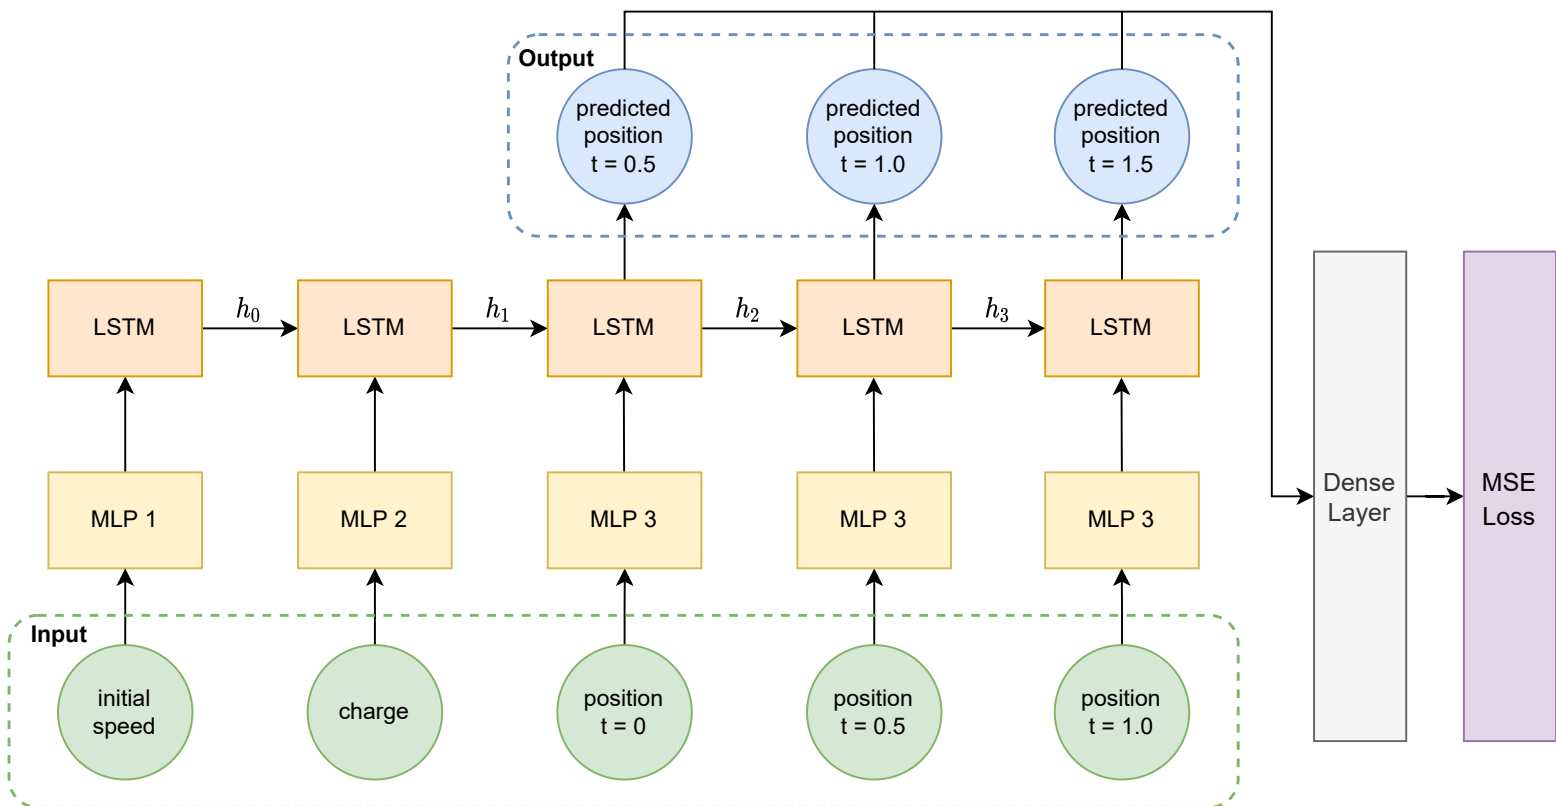 Output
predicted
position
t = 0.5
predicted
position
t = 1.0
predicted
position
t = 1.5
LSTM
h₀
LSTM
h₁
LSTM
h₂
LSTM
h₃
LSTM
MLP 1
MLP 2
MLP 3
MLP 3
MLP 3
Dense
Layer
MSE
Loss
Input
initial
speed
charge
position
t = 0
position
t = 0.5
position
t = 1.0